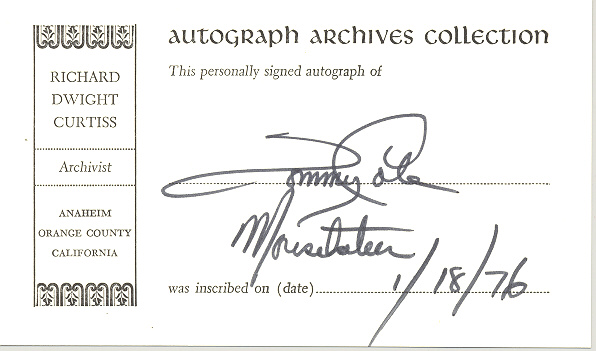 AUTOGRAPH ARCHIVES COLLECTION
This personally signed autograph of
RICHARD
DWIGHT
CURTISS
Archivist
ANAHEIM
ORANGE COUNTY
CALIFORNIA
Tommy Cole
Mouseketeer
was inscribed on (date) 1/18/76